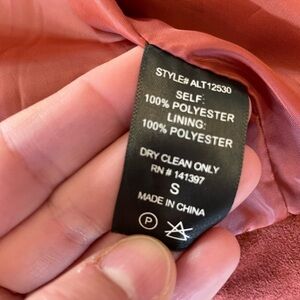 STYLE# ALT12530
SELF:
100% POLYESTER
LINING:
100% POLYESTER
DRY CLEAN ONLY
RN # 141397
S
MADE IN CHINA
P